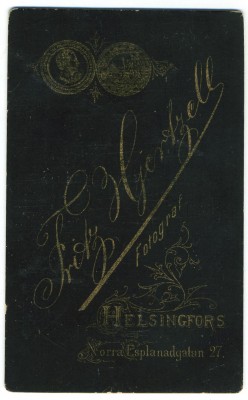 Fritz Hjertzell
Fotograf
HELSINGFORS
Norra Esplanadgatan 27.